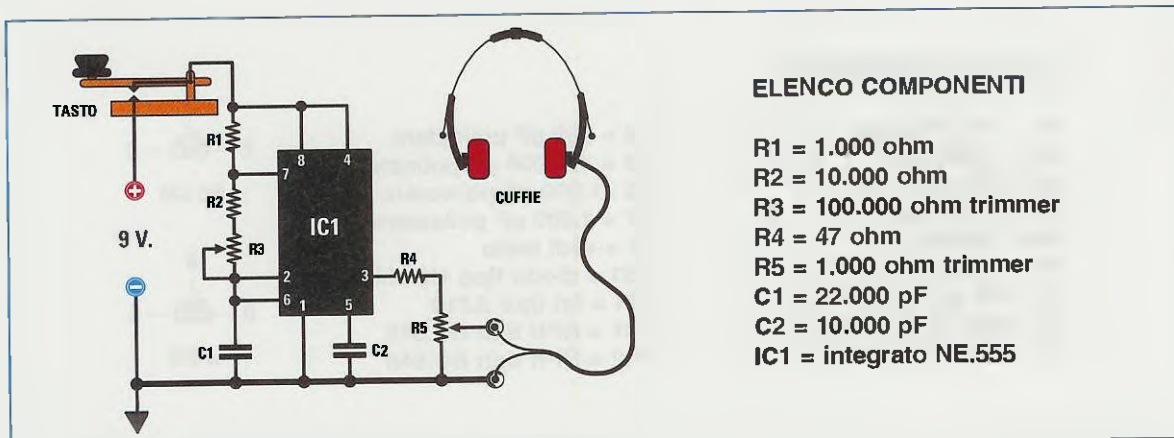 TASTO
9 V.
R1
R2
R3
C1
8
4
7
2
6
1
5
3
IC1
C2
R4
R5
CUFFIE
ELENCO COMPONENTI
R1 = 1.000 ohm
R2 = 10.000 ohm
R3 = 100.000 ohm trimmer
R4 = 47 ohm
R5 = 1.000 ohm trimmer
C1 = 22.000 pF
C2 = 10.000 pF
IC1 = integrato NE.555